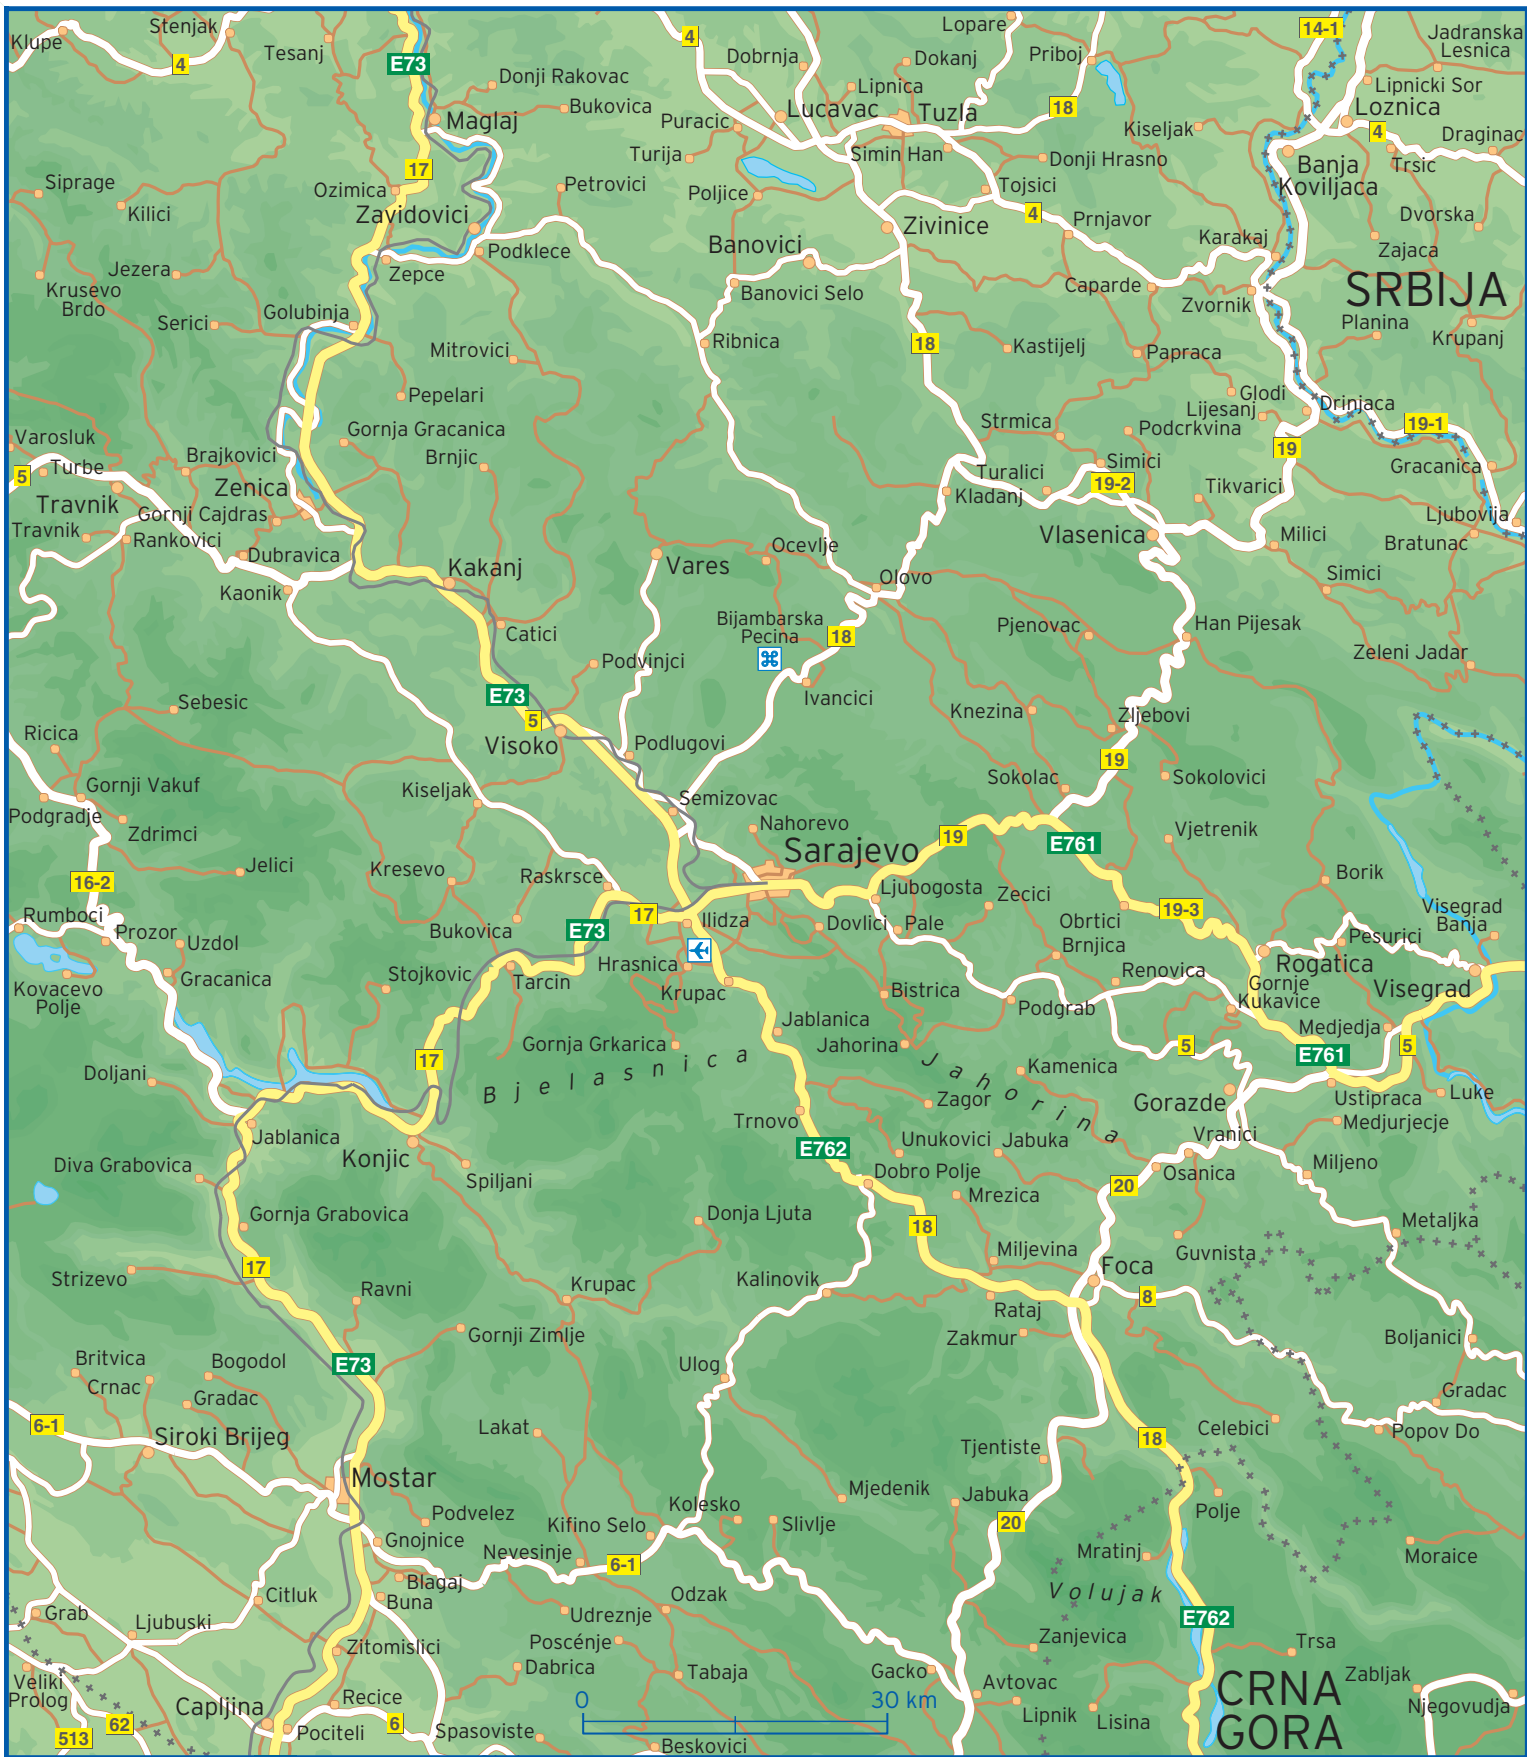 Klupe
Stenjak
4
Tesanj
E73
Donji Rakovac
Bukovica
Maglaj
4
Dobrnja
Lopare
Dokanj
Priboj
Lipnica
Lucavac
Tuzla
18
Puracic
Turija
Simin Han
Donji Hrasno
Kiseljak
14-1
Jadranska
Lesnica
Lipnicki Sor
Loznica
4
Draginac
Trsic
Banja
Koviljaca
Siprage
Kilici
17
Ozimica
Zavidovici
Petrovici
Poljice
Tojsici
4
Prnjavor
Zivinice
Banovici
Karakaj
Dvorska
Zajaca
Jezera
Krusevo
Brdo
Zepce
Podklece
Banovici Selo
Caparde
Zvornik
SRBIJA
Planina
Krupanj
Serici
Golubinja
Mitrovici
Ribnica
18
Kastijelj
Papraca
Pepelari
Glodi
Lijesanj
Drinjaca
Podcrkvina
19-1
19
Strmica
Gornja Gracanica
Brnjic
Varosluk
5
Turbe
Travnik
Brajkovici
Zenica
Gornji Cajdras
Travnik
Rankovici
Dubravica
Kaonik
Turalici
Simici
Kladanj
19-2
Tikvarici
Gracanica
Ljubovija
Vlasenica
Milici
Bratunac
Simici
Kakanj
Vares
Ocevlje
Olovo
Catici
Bijambarska
Pecina
18
Pjenovac
Han Pijesak
Zeleni Jadar
Podvinjci
Ivancici
Knezina
Zljebovi
E73
5
Sebesic
Visoko
Podlugovi
19
Ricica
Gornji Vakuf
Podgradje
Zdrimci
Kiseljak
Semizovac
Sokolac
Sokolovici
Nahorevo
19
E761
Vjetrenik
Sarajevo
Jelici
16-2
Kresevo
Raskrsce
Ljubogosta
Zecici
Borik
Rumboci
Prozor
Uzdol
17
E73
Bukovica
Ilidza
Dovlici
Pale
Obrtici
Brnjica
19-3
Visegrad
Banja
Pesurici
Rogatica
Gracanica
Kovacevo
Polje
Stojkovic
Tarcin
Hrasnica
Krupac
Bistrica
Renovica
Gornje
Kukavice
Visegrad
Podgrab
Medjedja
5
5
E761
Jablanica
Jahorina
Gornja Grkarica
17
Doljani
Bjelasnica
Jahorina
Kamenica
Zagor
Gorazde
Ustipraca
Luke
Medjurjecje
Trnovo
E762
Unukovici
Jabuka
Vranici
Jablanica
Konjic
Spiljani
Diva Grabovica
Dobro Polje
Mrezica
20
Osanica
Miljeno
Gornja Grabovica
Donja Ljuta
18
Metaljka
17
Strizevo
Ravni
Krupac
Kalinovik
Miljevina
Foca
Guvnista
8
Rataj
Zakmur
Gornji Zimlje
Boljanici
Britvica
Crnac
Bogodol
Gradac
E73
Ulog
Gradac
6-1
Siroki Brijeg
Lakat
Tjentiste
18
Celebici
Popov Do
Mostar
Podvelez
Kolesko
Mjedenik
Jabuka
Polje
Kifino Selo
Slivlje
20
Gnojnice
Nevesinje
6-1
Mratinj
Moraice
Blagaj
Buna
Odzak
Volujak
Citluk
Grab
Ljubuski
Udreznje
Poscénje
E762
Zitomislici
Zanjevica
Trsa
Dabrica
Tabaja
Gacko
Veliki
Prolog
Avtovac
CRNA
GORA
Zabljak
Njegovudja
Capljina
Recice
0
30 km
Lipnik
Lisina
62
513
Pociteli
6
Spasoviste
Beskovici